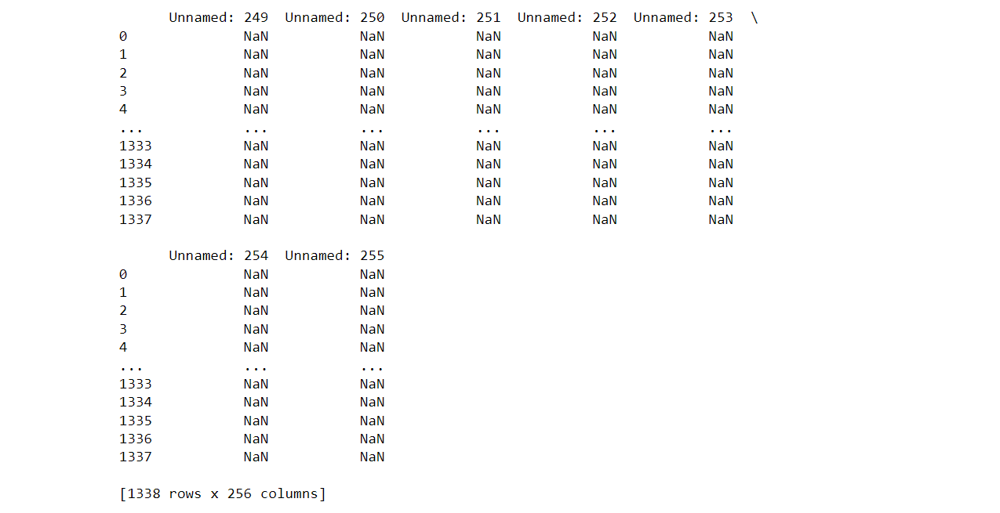 Unnamed: 249 Unnamed: 250 Unnamed: 251 Unnamed: 252 Unnamed: 253 \
0 NaN NaN NaN NaN NaN
1 NaN NaN NaN NaN NaN
2 NaN NaN NaN NaN NaN
3 NaN NaN NaN NaN NaN
4 NaN NaN NaN NaN NaN
... ... ... ... ... ...
1333 NaN NaN NaN NaN NaN
1334 NaN NaN NaN NaN NaN
1335 NaN NaN NaN NaN NaN
1336 NaN NaN NaN NaN NaN
1337 NaN NaN NaN NaN NaN
Unnamed: 254 Unnamed: 255
0 NaN NaN
1 NaN NaN
2 NaN NaN
3 NaN NaN
4 NaN NaN
... ... ...
1333 NaN NaN
1334 NaN NaN
1335 NaN NaN
1336 NaN NaN
1337 NaN NaN
[1338 rows x 256 columns]